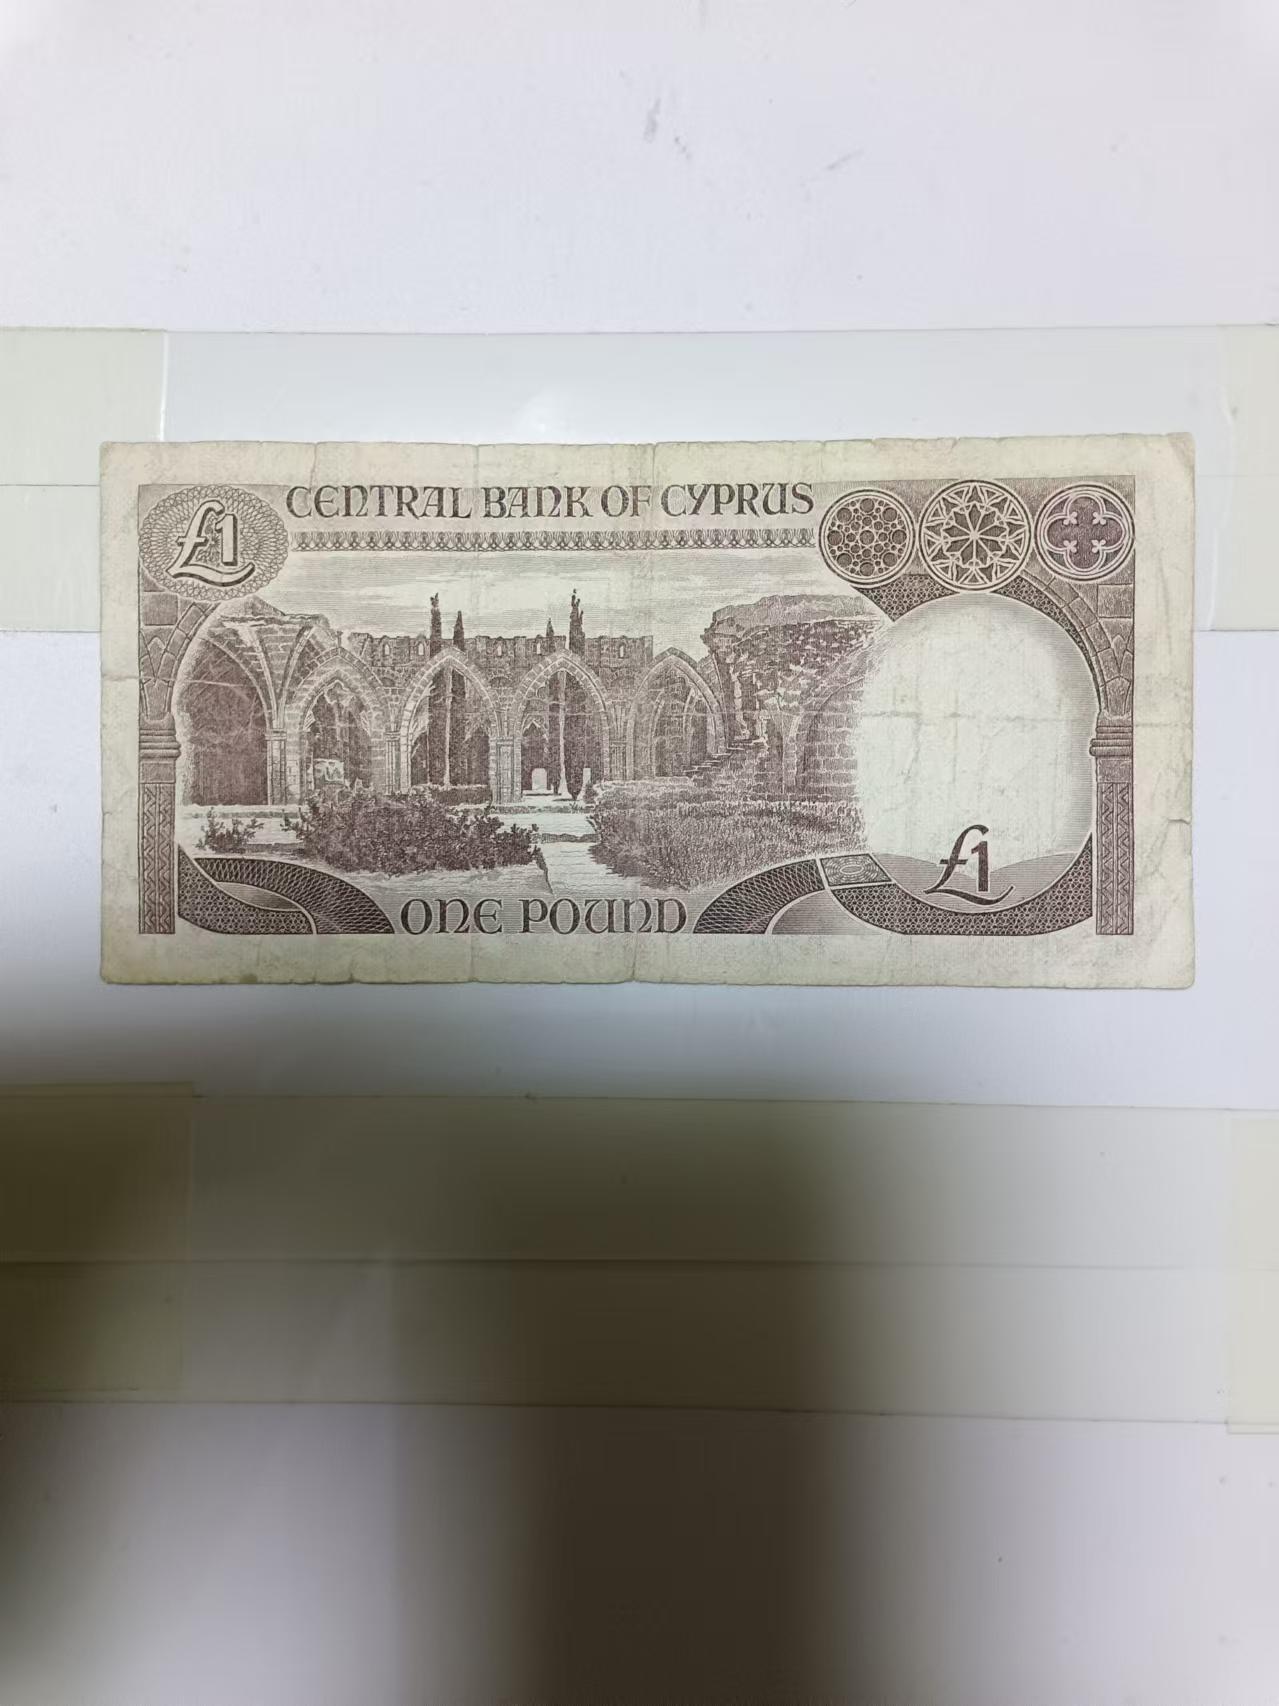 CENTRAL BANK OF CYPRUS
£1
£1
ONE POUND